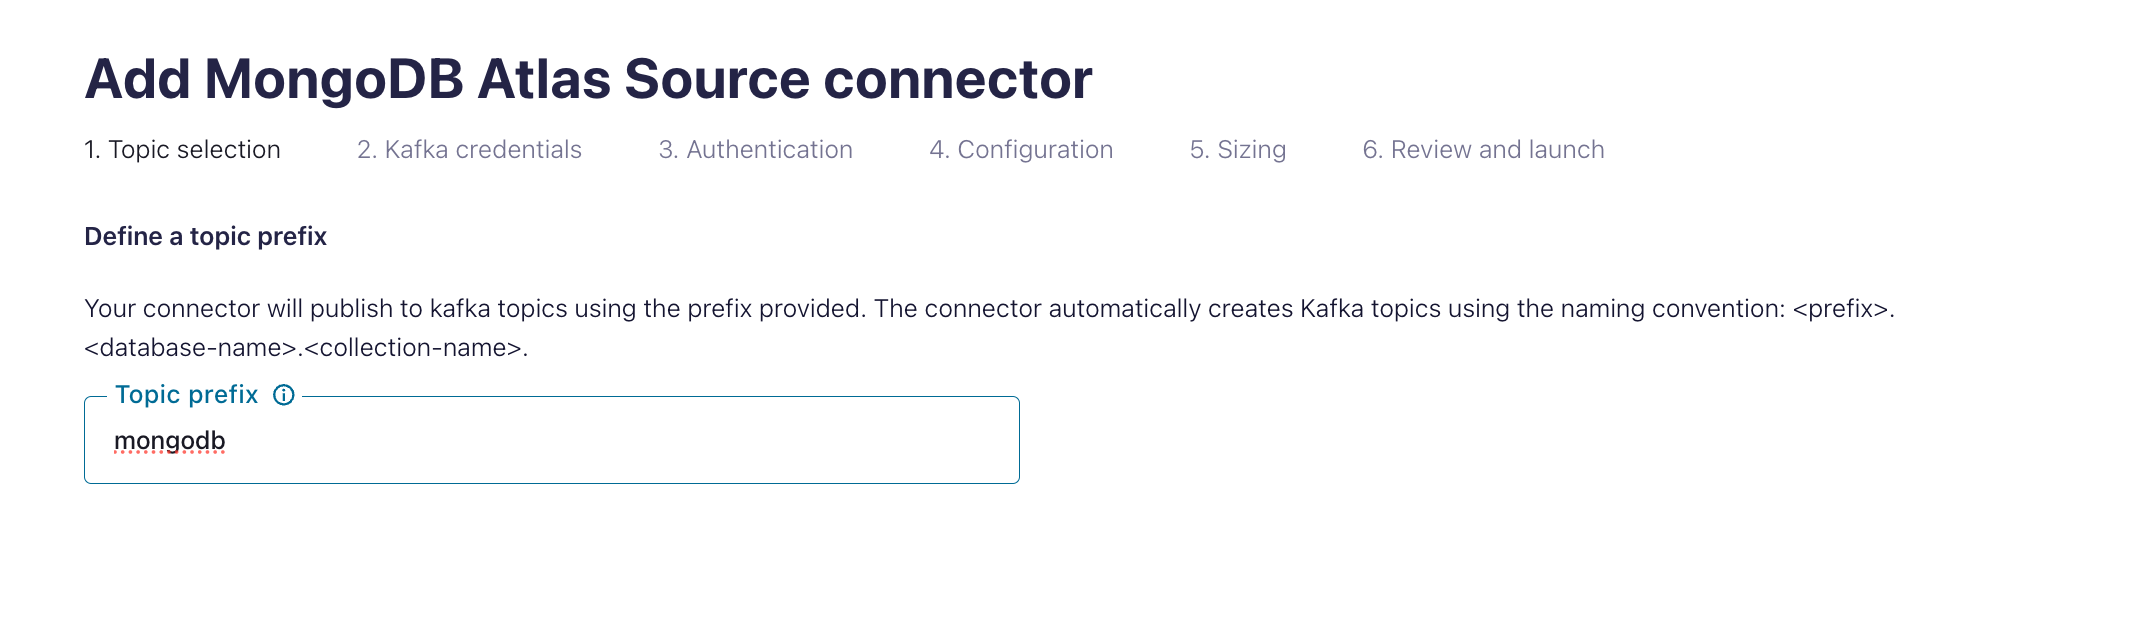 Add MongoDB Atlas Source connector
1. Topic selection 2. Kafka credentials 3. Authentication 4. Configuration 5. Sizing 6. Review and launch
Define a topic prefix
Your connector will publish to kafka topics using the prefix provided. The connector automatically creates Kafka topics using the naming convention: <prefix>.
<database-name>.<collection-name>.
Topic prefix
mongodb